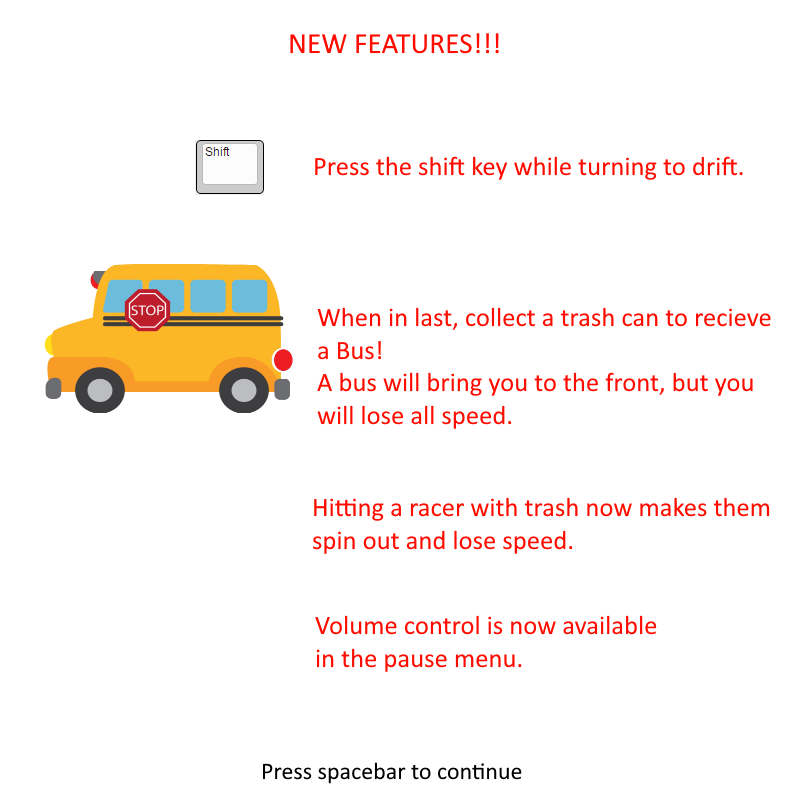 NEW FEATURES!!!
Shift
Press the shift key while turning to drift.
STOP
When in last, collect a trash can to recieve
a Bus!
A bus will bring you to the front, but you
will lose all speed.
Hitting a racer with trash now makes them
spin out and lose speed.
Volume control is now available
in the pause menu.
Press spacebar to continue